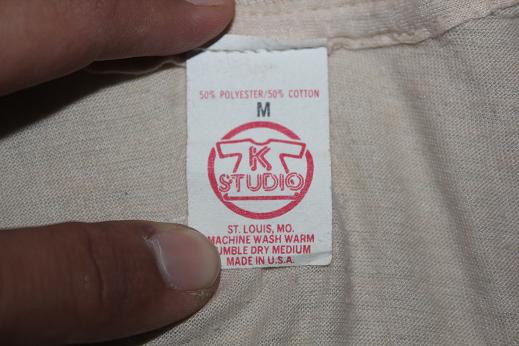 50% POLYESTER/50% COTTON
M
K
STUDIO
ST. LOUIS, MO.
MACHINE WASH WARM
TUMBLE DRY MEDIUM
MADE IN U.S.A.